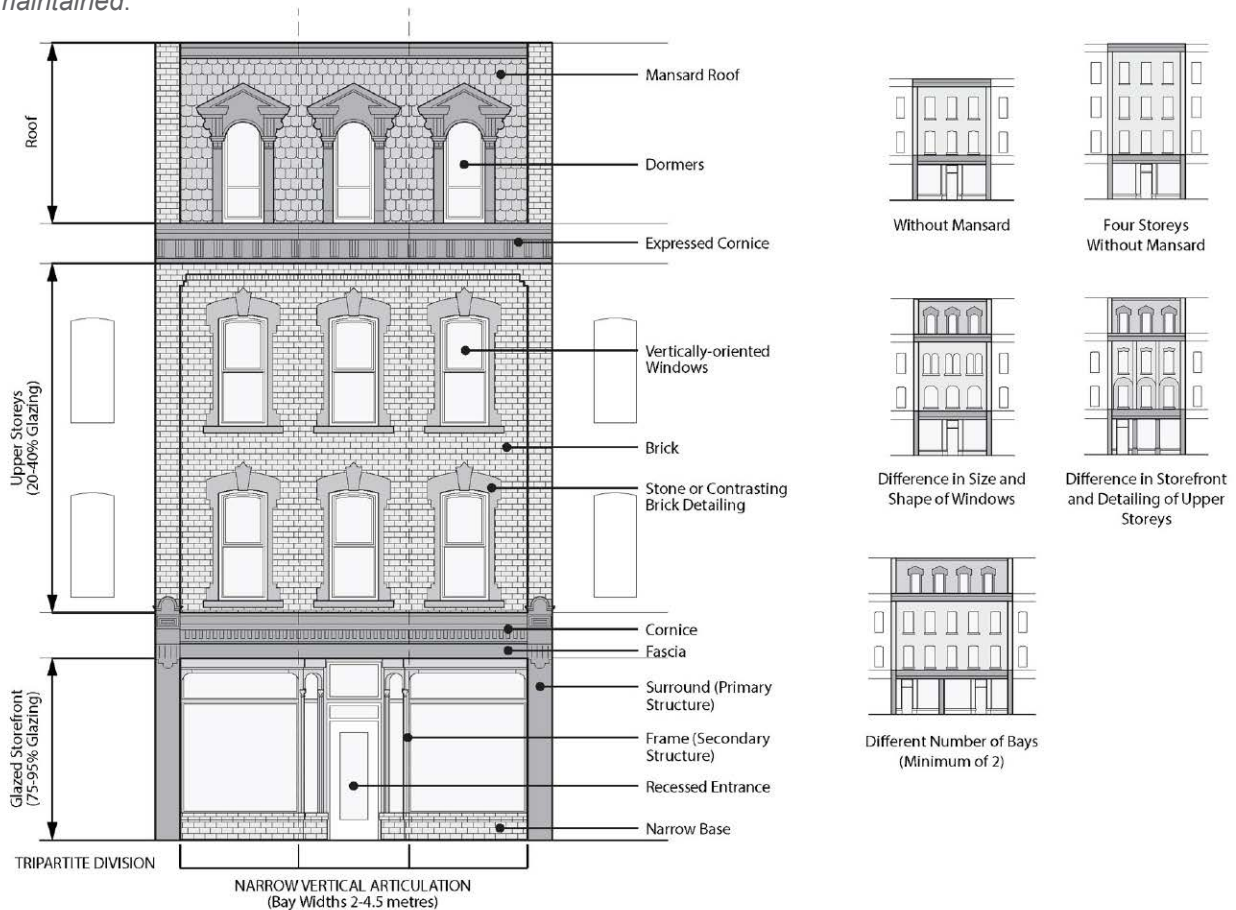 maintained.
Roof
Upper Storeys
(20-40% Glazing)
Glazed Storefront
(75-95% Glazing)
Mansard Roof
Dormers
Expressed Cornice
Vertically-oriented
Windows
Brick
Stone or Contrasting
Brick Detailing
Cornice
Fascia
Surround (Primary
Structure)
Frame (Secondary
Structure)
Recessed Entrance
Narrow Base
TRIPARTITE DIVISION
NARROW VERTICAL ARTICULATION
(Bay Widths 2-4.5 metres)
Without Mansard
Four Storeys
Without Mansard
Difference in Size and
Shape of Windows
Difference in Storefront
and Detailing of Upper
Storeys
Different Number of Bays
(Minimum of 2)